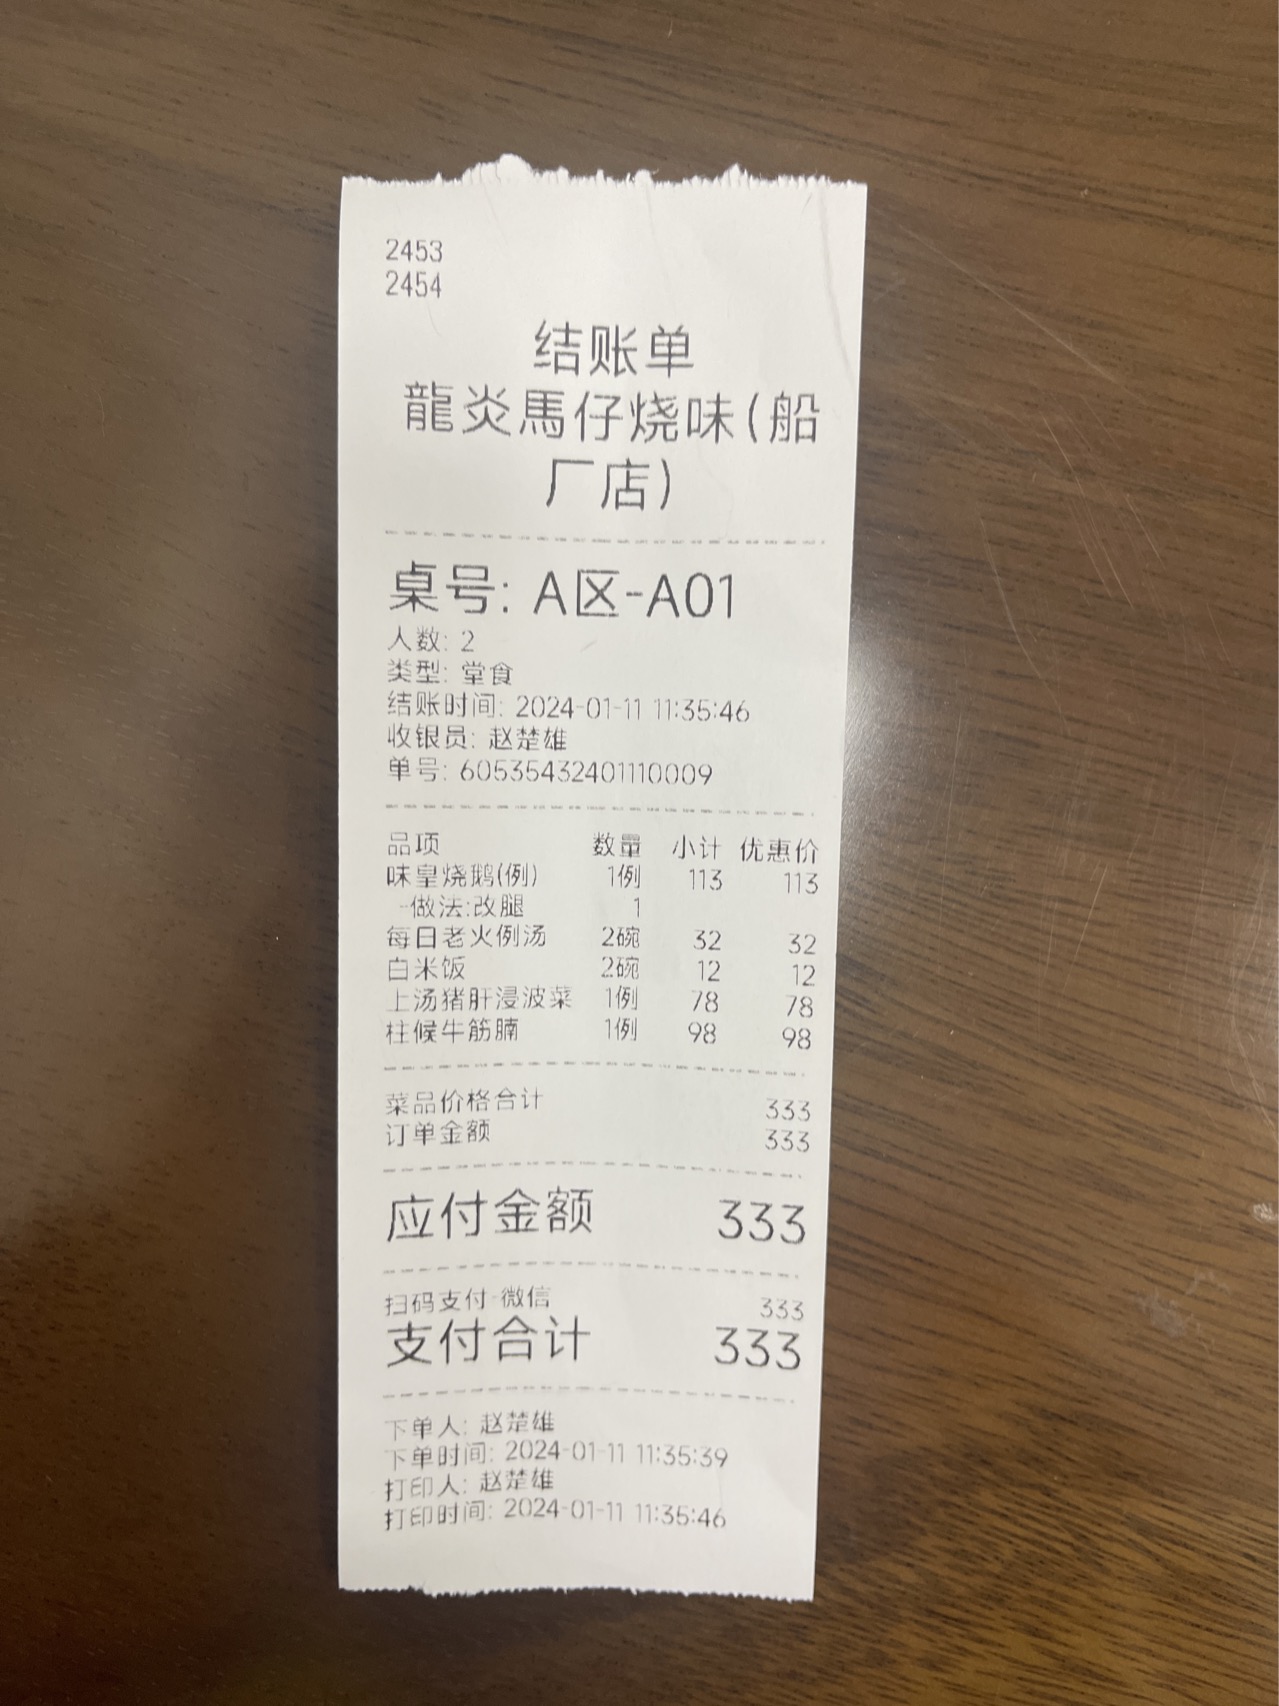 2453
2454
结账单
龍炎馬仔烧味(船
厂店)
桌号: A区-A01
人数: 2
类型: 堂食
结账时间: 2024-01-11 11:35:46
收银员: 赵楚雄
单号: 605354432401110009
品项 数量 小计 优惠价
味皇烧鹅(例) 1例 113 113
-做法:改腿 1
每日老火例汤 2碗 32 32
白米饭 2碗 12 12
上汤猪肝浸波菜 1例 78 78
柱候牛筋腩 1例 98 98
菜品价格合计 333
订单金额 333
应付金额 333
扫码支付-微信 333
支付合计 333
下单人: 赵楚雄
下单时间: 2024-01-11 11:35:39
打印人: 赵楚雄
打印时间: 2024-01-11 11:35:46